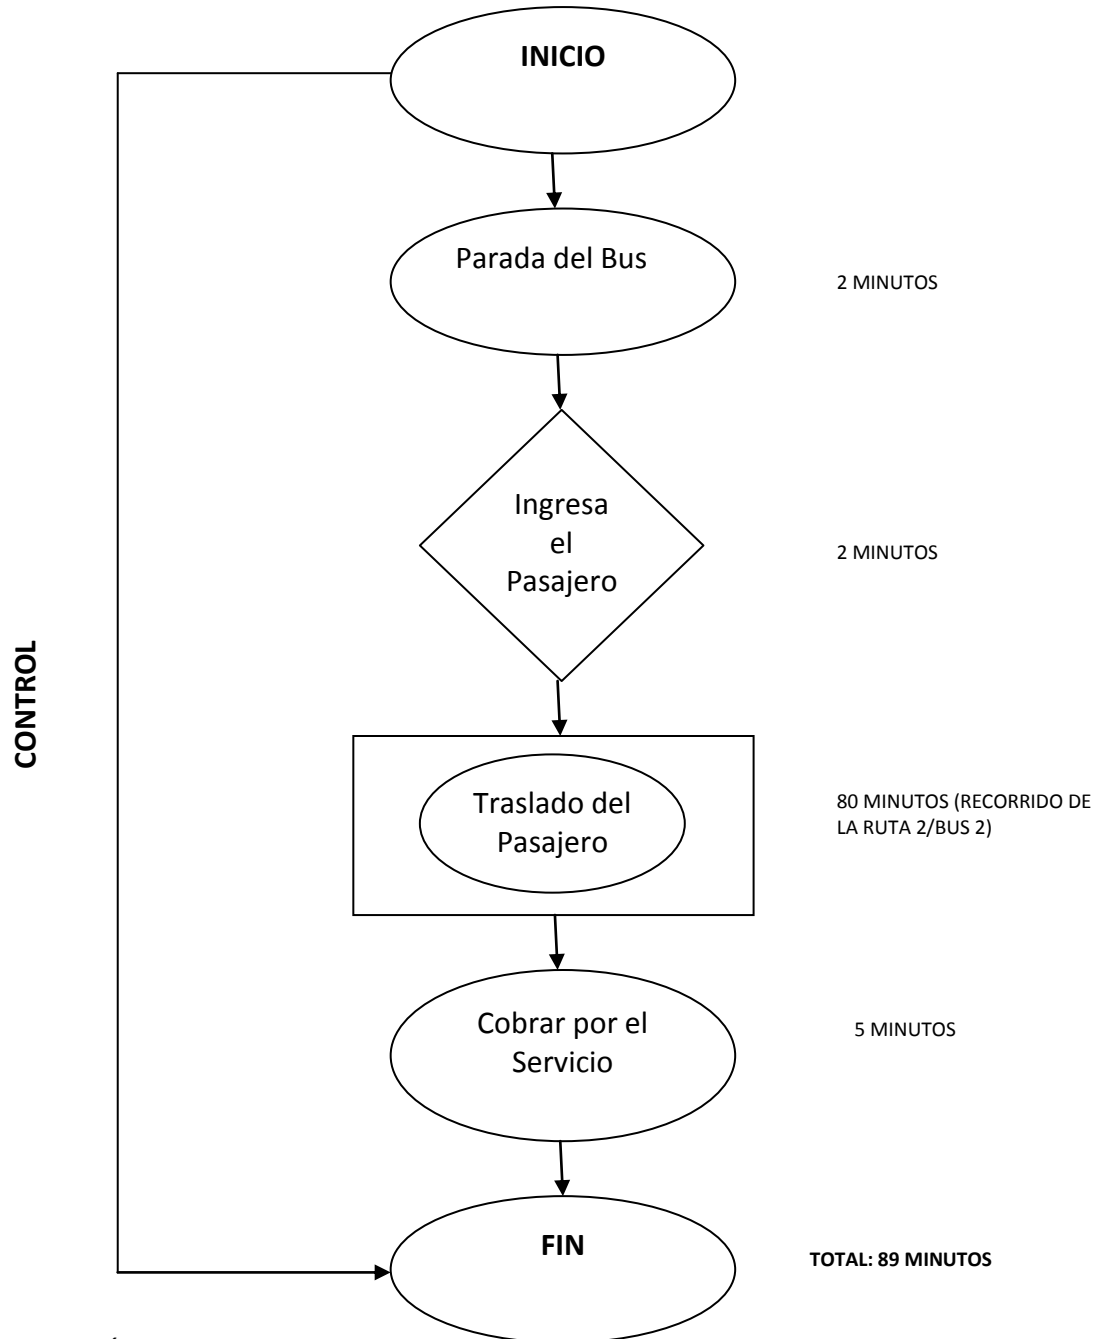 INICIO
Parada del Bus
2 MINUTOS
Ingresa
el
Pasajero
2 MINUTOS
CONTROL
Traslado del
Pasajero
80 MINUTOS (RECORRIDO DE
LA RUTA 2/BUS 2)
Cobrar por el
Servicio
5 MINUTOS
FIN
TOTAL: 89 MINUTOS